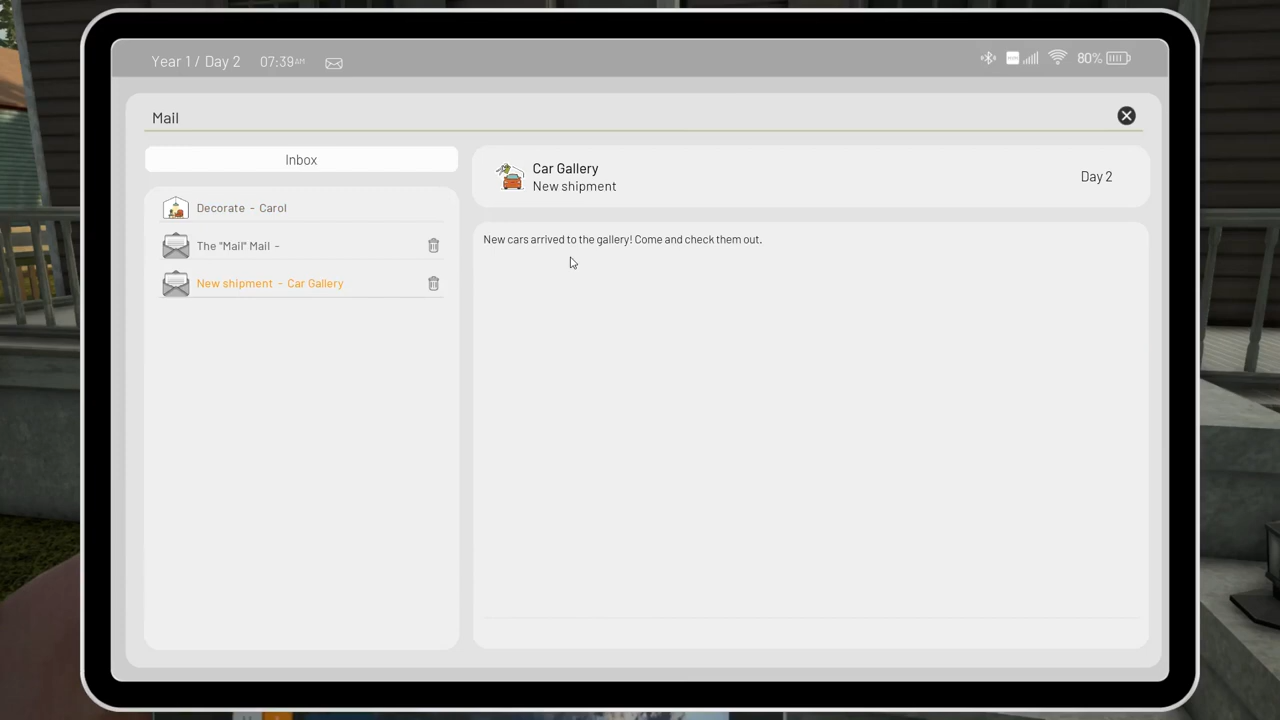 Year 1 / Day 2 07:39AM
80%
Mail
Inbox
Decorate - Carol
The "Mail" Mail -
New shipment - Car Gallery
Car Gallery
New shipment
Day 2
New cars arrived to the gallery! Come and check them out.